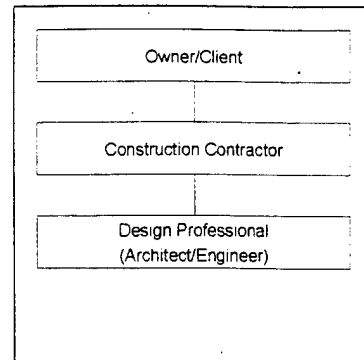 Owner/Client
Construction Contractor
Design Professional
(Architect/Engineer)